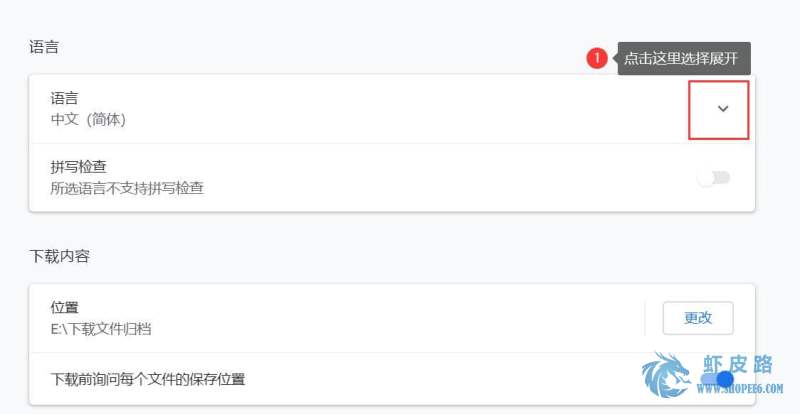 语言
1 点击这里选择展开
语言
中文（简体）
拼写检查
所选语言不支持拼写检查
下载内容
位置
E:\下载文件归档
更改
下载前询问每个文件的保存位置
虾皮路
WWW.SHOPEE6.COM